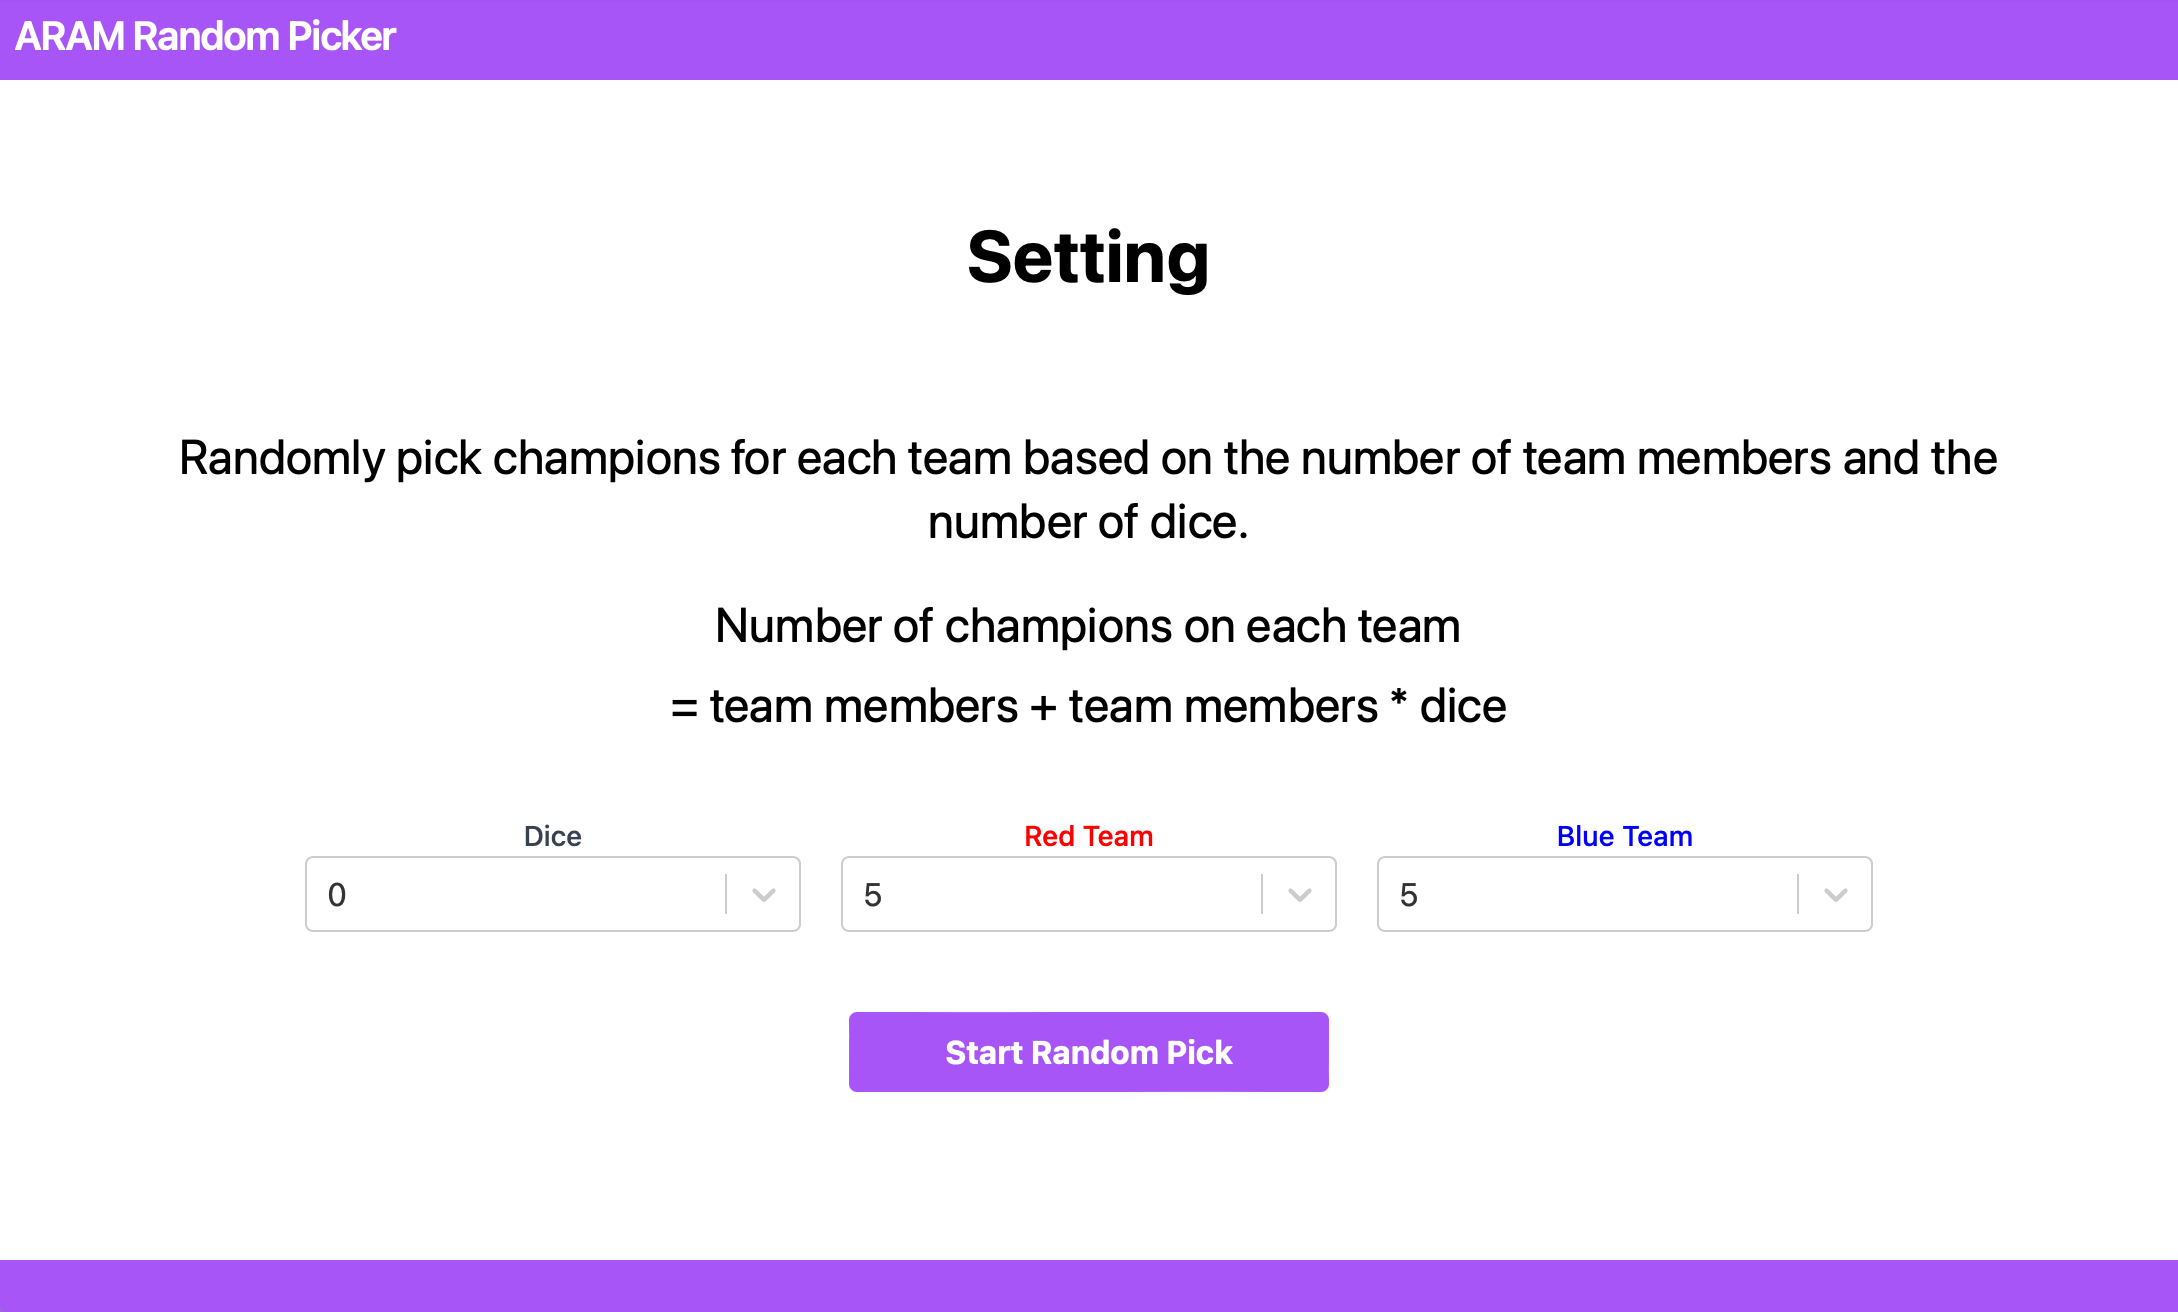 ARAM Random Picker
Setting
Randomly pick champions for each team based on the number of team members and the
number of dice.
Number of champions on each team
= team members + team members * dice
Dice
Red Team
Blue Team
0
5
5
Start Random Pick